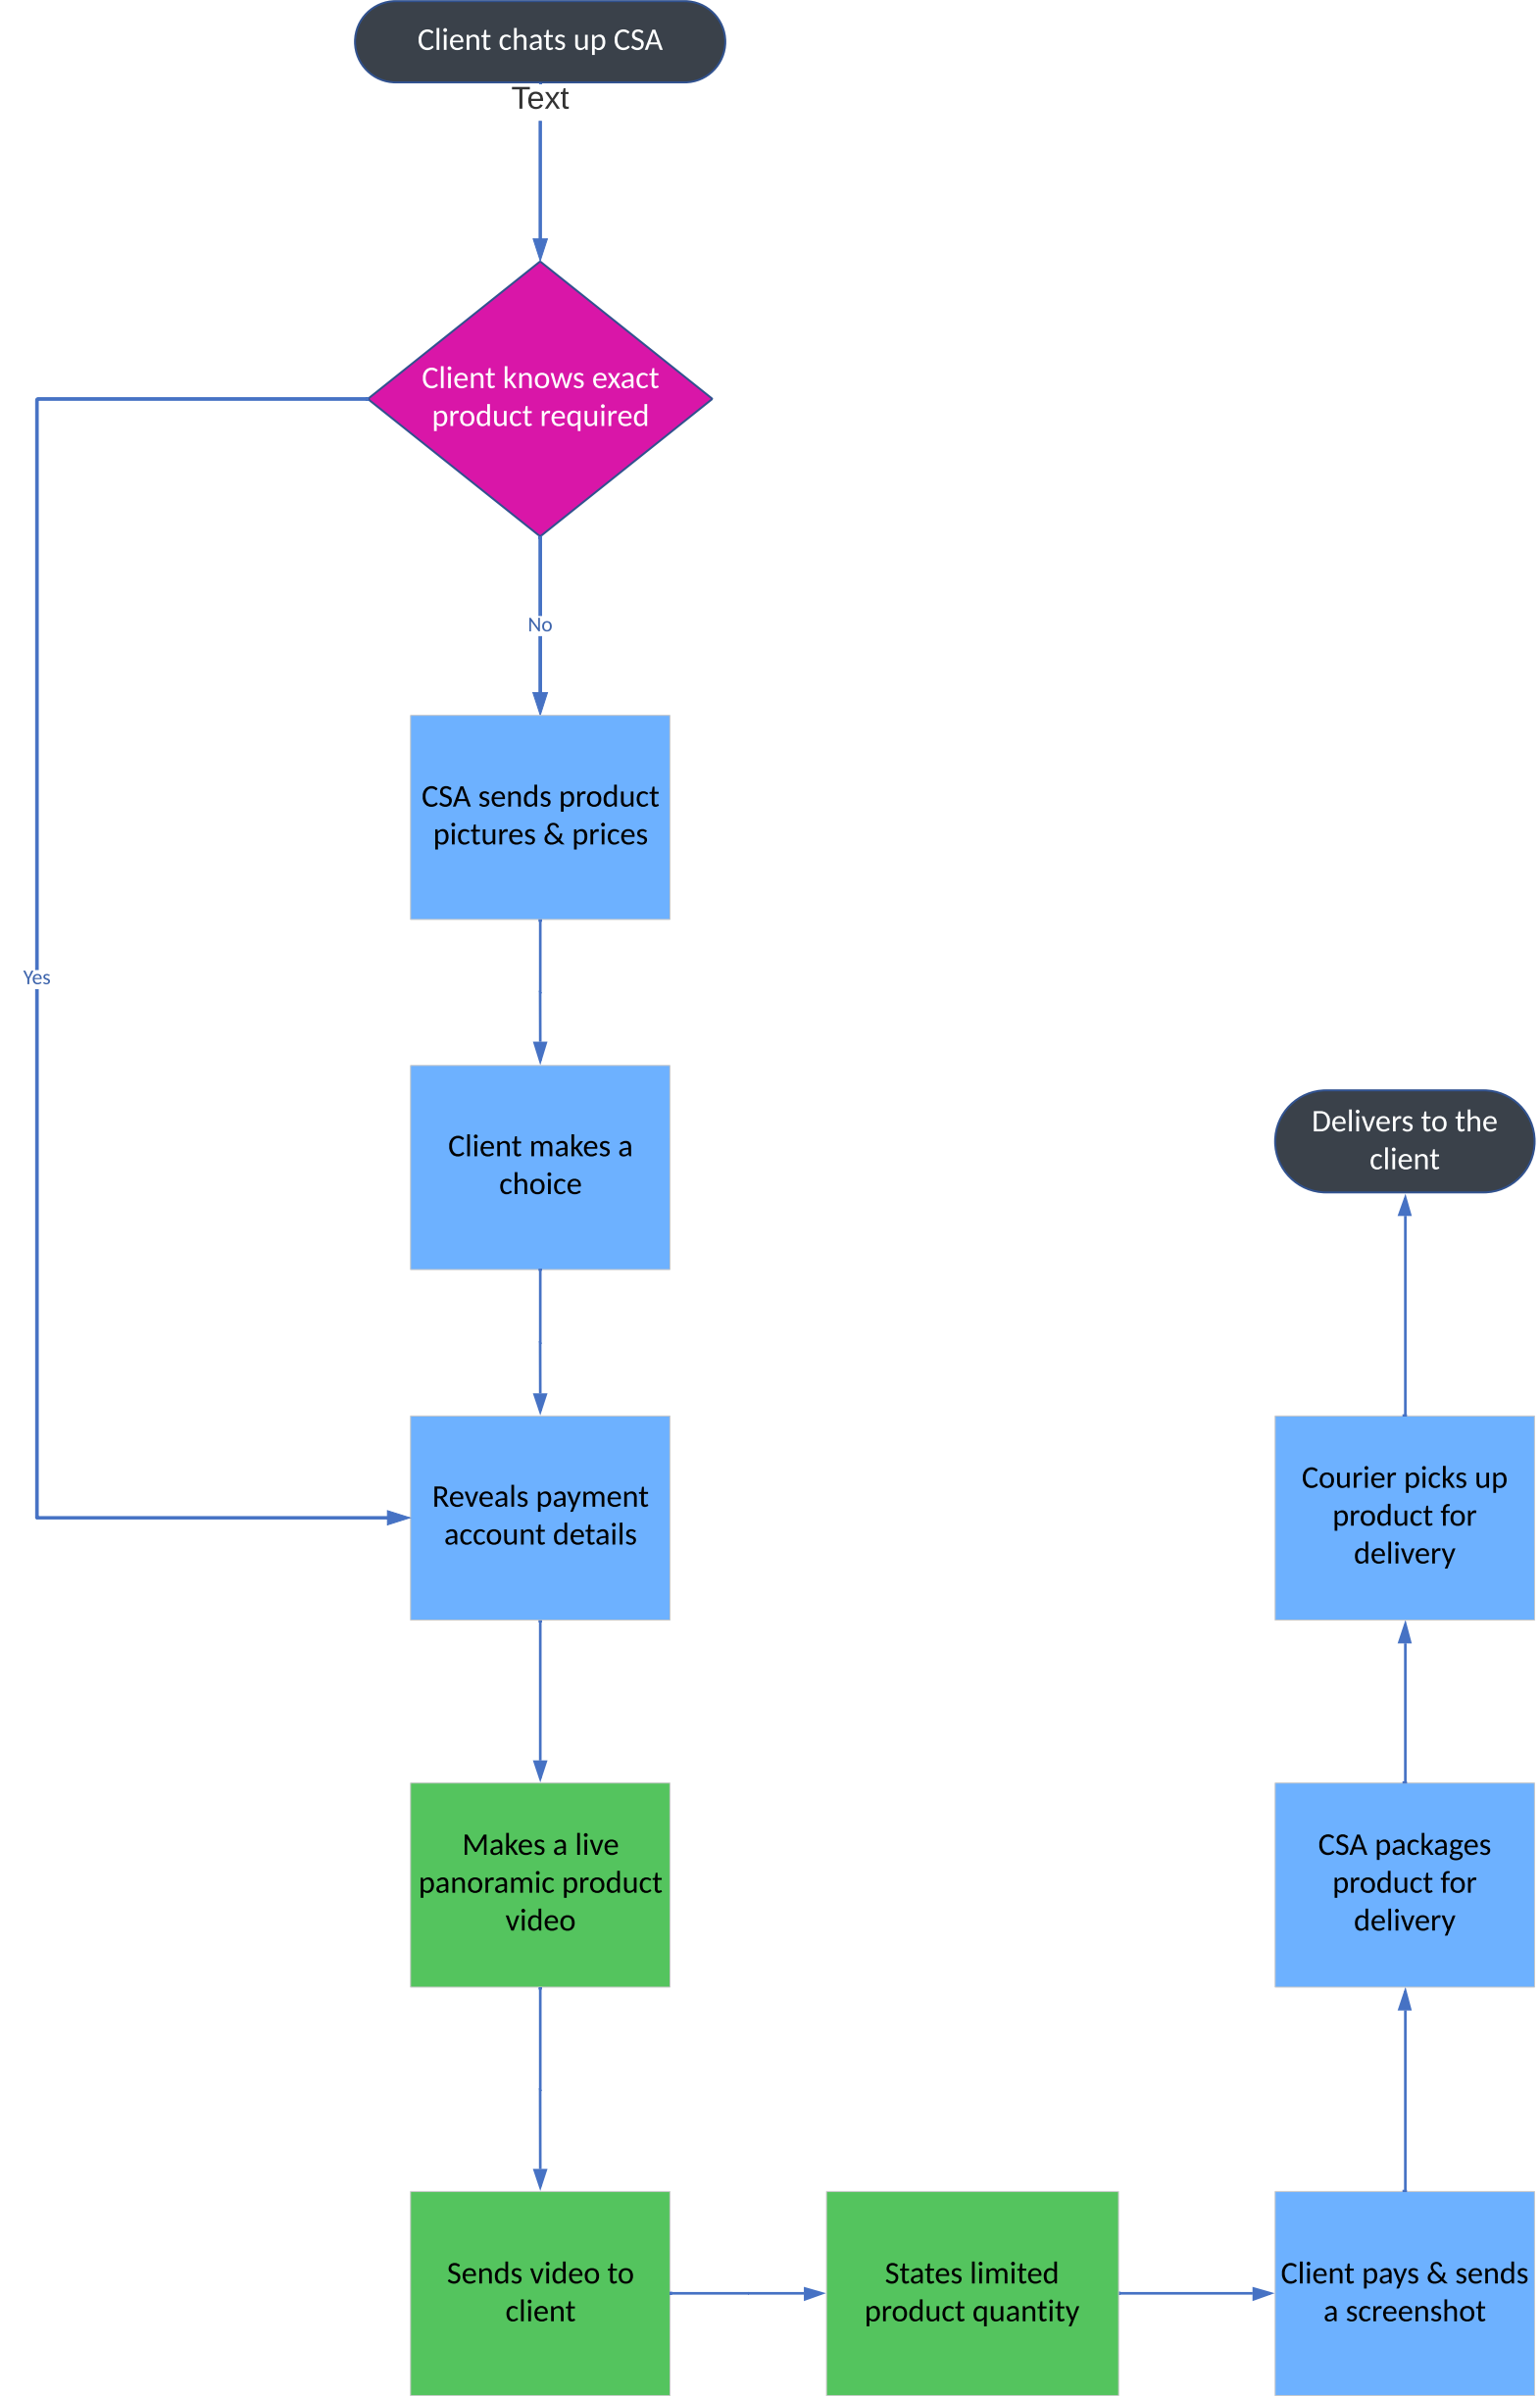 Client chats up CSA
Text
Client knows exact
product required
No
CSA sends product
pictures & prices
Yes
Client makes a
choice
Reveals payment
account details
Makes a live
panoramic product
video
Sends video to
client
States limited
product quantity
Client pays & sends
a screenshot
CSA packages
product for
delivery
Courier picks up
product for
delivery
Delivers to the
client